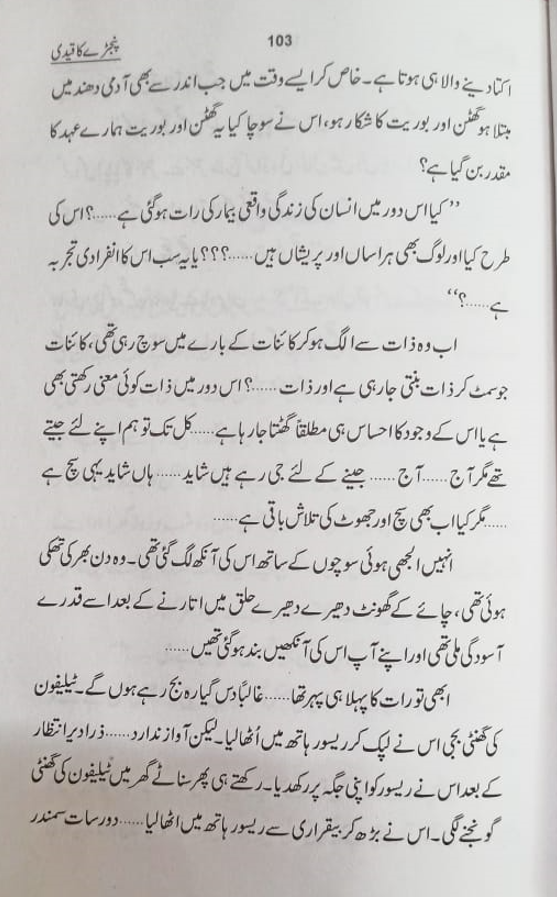 103
پنجڑے کا قیدی
اکتا دینے والا ہی ہوتا ہے۔ خاص کر ایسے وقت میں جب اندر سے بھی آدمی دھند میں
مبتلا ہو گھٹن اور بوریت کا شکار ہو، اس نے سوچا کیا یہ گھٹن اور بوریت ہمارے عہد کا
مقدر بن گیا ہے؟
’’کیا اس دور میں انسان کی زندگی واقعی بیمار کی رات ہوگئی ہے......؟ اس کی
طرح کیا اور لوگ بھی ہراساں اور پریشاں ہیں......؟؟؟ یا یہ سب اس کا انفرادی تجربہ
ہے......؟‘‘
اب وہ ذات سے الگ ہو کر کائنات کے بارے میں سوچ رہی تھی، کائنات
جو سمٹ کر ذات بنتی جا رہی ہے اور ذات......؟ اس دور میں ذات کوئی معنی رکھتی بھی
ہے یا اس کے وجود کا احساس ہی مطلقاً گھٹتا جا رہا ہے......کل تک تو ہم اپنے لئے جیتے
تھے مگر آج......آج...... جینے کے لئے جی رہے ہیں شاید......ہاں شاید یہی سچ ہے
......مگر کیا اب بھی سچ اور جھوٹ کی تلاش باقی ہے......
انہیں الجھی ہوئی سوچوں کے ساتھ اس کی آنکھ لگ گئی تھی۔ وہ دن بھر کی تھکی
ہوئی تھی، چائے کے گھونٹ دھیرے دھیرے حلق میں اتارنے کے بعد اسے قدرے
آسودگی ملی تھی اور اپنے آپ اس کی آنکھیں بند ہوگئی تھیں......
ابھی تو رات کا پہلا ہی پہر تھا......غالباً دس گیارہ بج رہے ہوں گے۔ ٹیلیفون
کی گھنٹی بجی اس نے لپک کر ریسور ہاتھ میں اُٹھا لیا۔ لیکن آواز ندارد......ذرا دیر انتظار
کے بعد اس نے ریسور کو اپنی جگہ پر رکھ دیا۔ رکھتے ہی پھر سناٹے گھر میں ٹیلیفون کی گھنٹی
گونجنے لگی۔ اس نے بڑھ کر بیقراری سے ریسور ہاتھ میں اٹھا لیا......دور سات سمندر